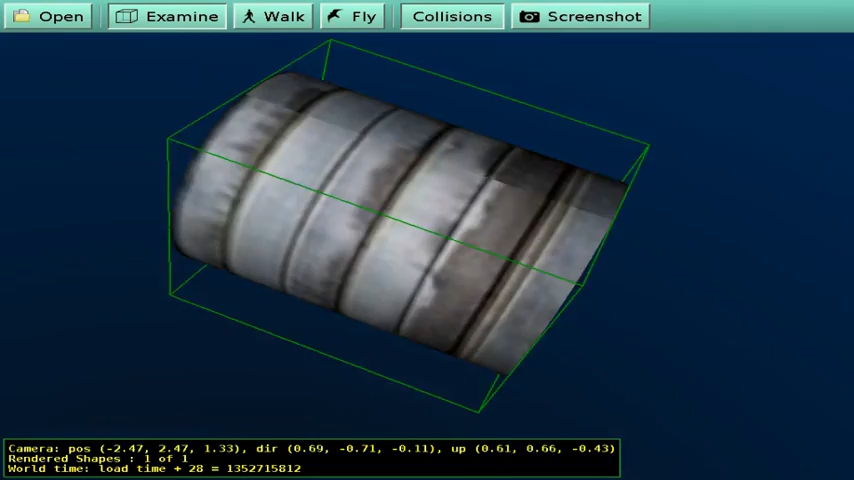 Open Examine Walk Fly Collisions Screenshot
Camera: pos (-2.47, 2.47, 1.33), dir (0.69, -0.71, -0.11), up (0.61, 0.66, -0.43)
Rendered Shapes : 1 of 1
World time: load time + 28 = 1352715812